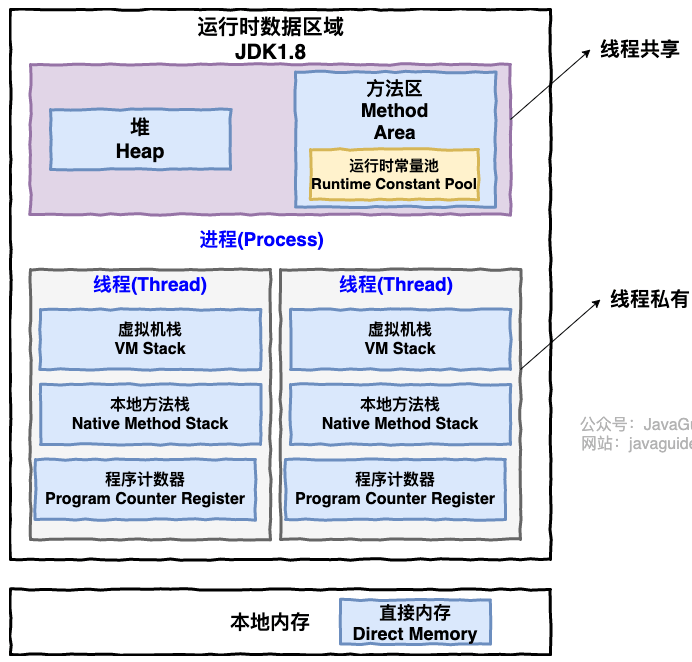 运行时数据区域
JDK1.8
线程共享
堆
Heap
方法区
Method
Area
运行时常量池
Runtime Constant Pool
进程(Process)
线程(Thread)
虚拟机栈
VM Stack
本地方法栈
Native Method Stack
程序计数器
Program Counter Register
线程(Thread)
虚拟机栈
VM Stack
本地方法栈
Native Method Stack
程序计数器
Program Counter Register
线程私有
公众号：JavaGu
网站：javaguide
本地内存
直接内存
Direct Memory